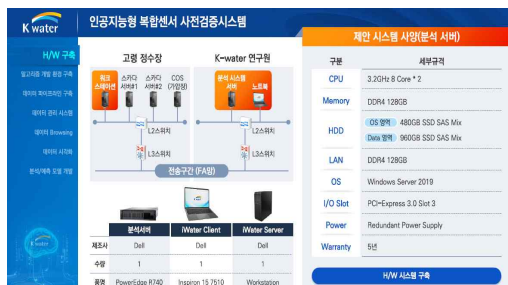 K water
인공지능형 복합센서 사전검증시스템
H/W 구축
알고리즘 개발 환경 구축
데이터 파이프라인 구축
데이터 관리 시스템
데이터 Browsing
데이터 시각화
분석/예측 모델 개발
K water
고령 정수장
K-water 연구원
워크스테이션
스카다 서버#1
스카다 서버#2
COS (가압장)
분석 시스템
서버
노트북
L2스위치
L2스위치
L3스위치
L3스위치
전송구간 (FA망)
분석서버 iWater Client iWater Server
제조사 Dell Dell Dell
수량 1 1 1
품명 PowerEdge R740 Inspiron 15 7510 Workstation
제안 시스템 사양(분석 서버)
구분 세부규격
CPU 3.2GHz 8 Core * 2
Memory DDR4 128GB
HDD
OS 영역 480GB SSD SAS Mix
Data 영역 960GB SSD SAS Mix
LAN DDR4 128GB
OS Windows Server 2019
I/O Slot PCI-Express 3.0 Slot 3
Power Redundant Power Supply
Warranty 5년
H/W 시스템 구축